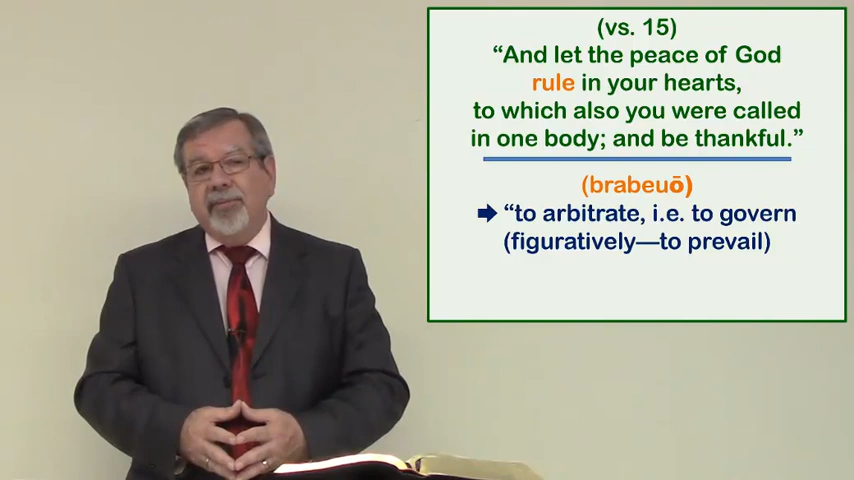 (vs. 15)
“And let the peace of God
rule in your hearts,
to which also you were called
in one body; and be thankful.”
(brabeuō)
➡ “to arbitrate, i.e. to govern
(figuratively—to prevail)